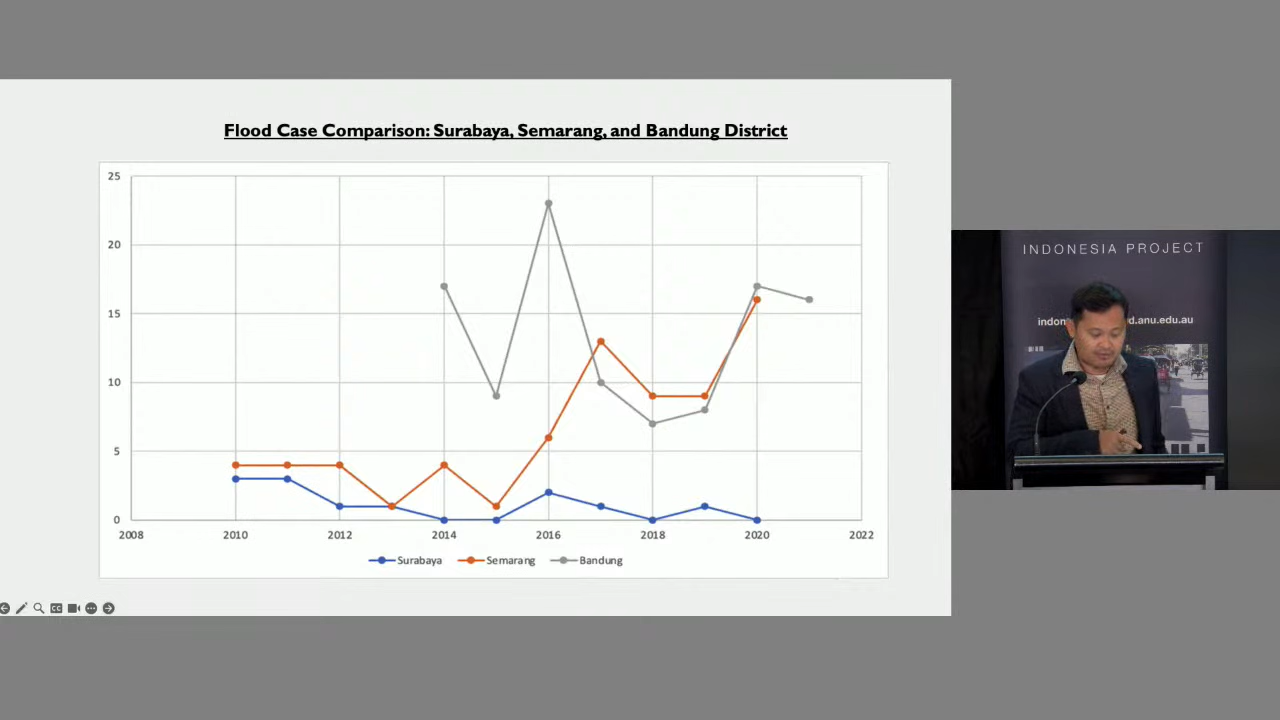 Flood Case Comparison: Surabaya, Semarang, and Bandung District
25
20
15
10
5
0
2008 2010 2012 2014 2016 2018 2020 2022
Surabaya Semarang Bandung
CC
INDONESIA PROJECT
indon d.anu.edu.au